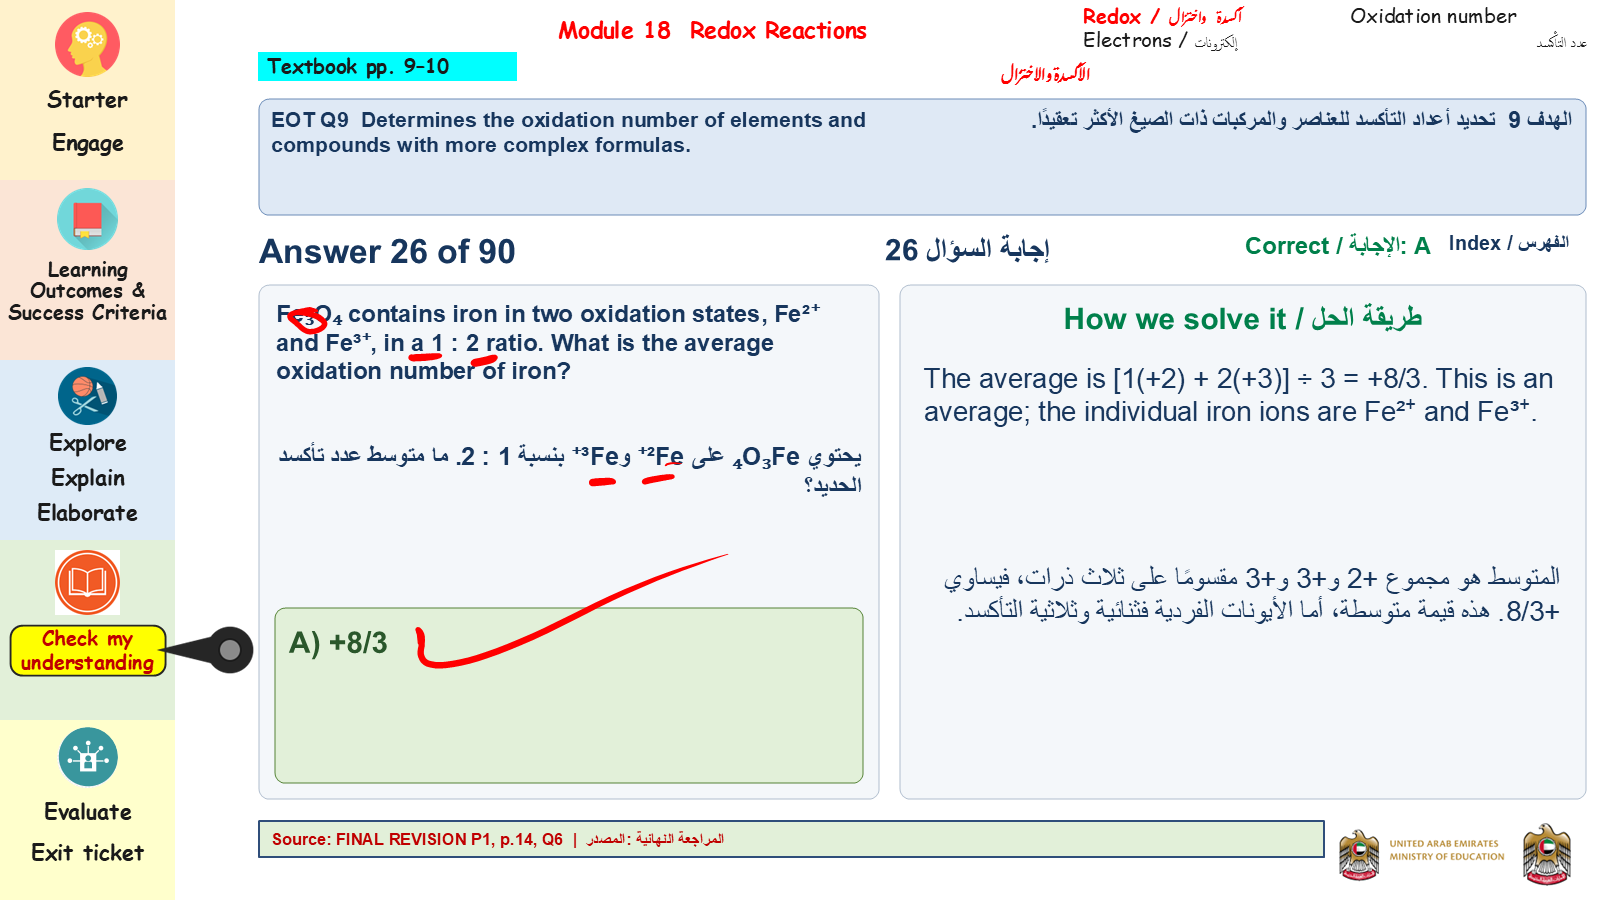 Module 18 Redox Reactions
Redox / أكسدة واختزال
Electrons / إلكترونات
Oxidation number
عدد التأكسد
Textbook pp. 9-10
الأكسدة والاختزال
Starter
Engage
Learning
Outcomes &
Success Criteria
Explore
Explain
Elaborate
Check my
understanding
Evaluate
Exit ticket
EOT Q9 Determines the oxidation number of elements and
compounds with more complex formulas.
الهدف 9 تحديد أعداد التأكسد للعناصر والمركبات ذات الصيغ الأكثر تعقيدًا.
Answer 26 of 90
إجابة السؤال 26
Correct / الإجابة: A
Index / الفهرس
Fe₃O₄ contains iron in two oxidation states, Fe²⁺
and Fe³⁺, in a 1 : 2 ratio. What is the average
oxidation number of iron?
يحتوي Fe₃O₄ على Fe²⁺ وFe³⁺ بنسبة 1 : 2. ما متوسط عدد تأكسد
الحديد؟
A) +8/3
How we solve it / طريقة الحل
The average is [1(+2) + 2(+3)] ÷ 3 = +8/3. This is an
average; the individual iron ions are Fe²⁺ and Fe³⁺.
المتوسط هو مجموع +2 و+3 و+3 مقسومًا على ثلاث ذرات، فيساوي
+8/3. هذه قيمة متوسطة، أما الأيونات الفردية فثنائية وثلاثية التأكسد.
Source: FINAL REVISION P1, p.14, Q6 | المصدر: المراجعة النهائية
UNITED ARAB EMIRATES
MINISTRY OF EDUCATION